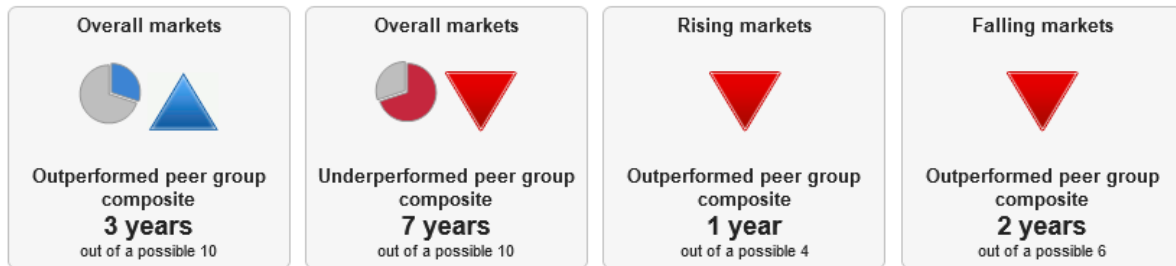 Overall markets
Outperformed peer group
composite
3 years
out of a possible 10
Overall markets
Underperformed peer group
composite
7 years
out of a possible 10
Rising markets
Outperformed peer group
composite
1 year
out of a possible 4
Falling markets
Outperformed peer group
composite
2 years
out of a possible 6